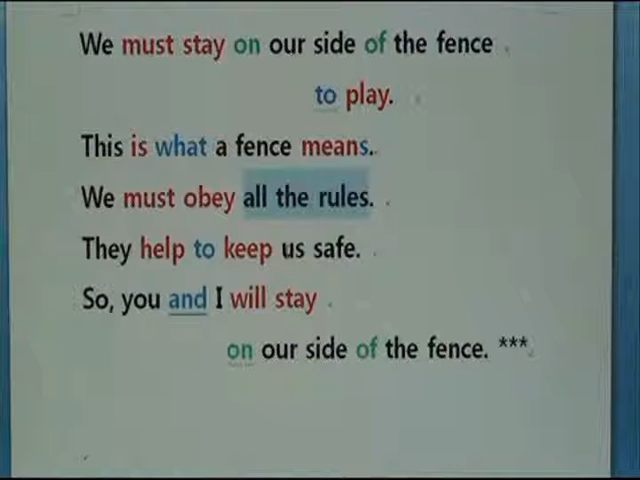 We must stay on our side of the fence
to play.
This is what a fence means.
We must obey all the rules.
They help to keep us safe.
So, you and I will stay
on our side of the fence. ***